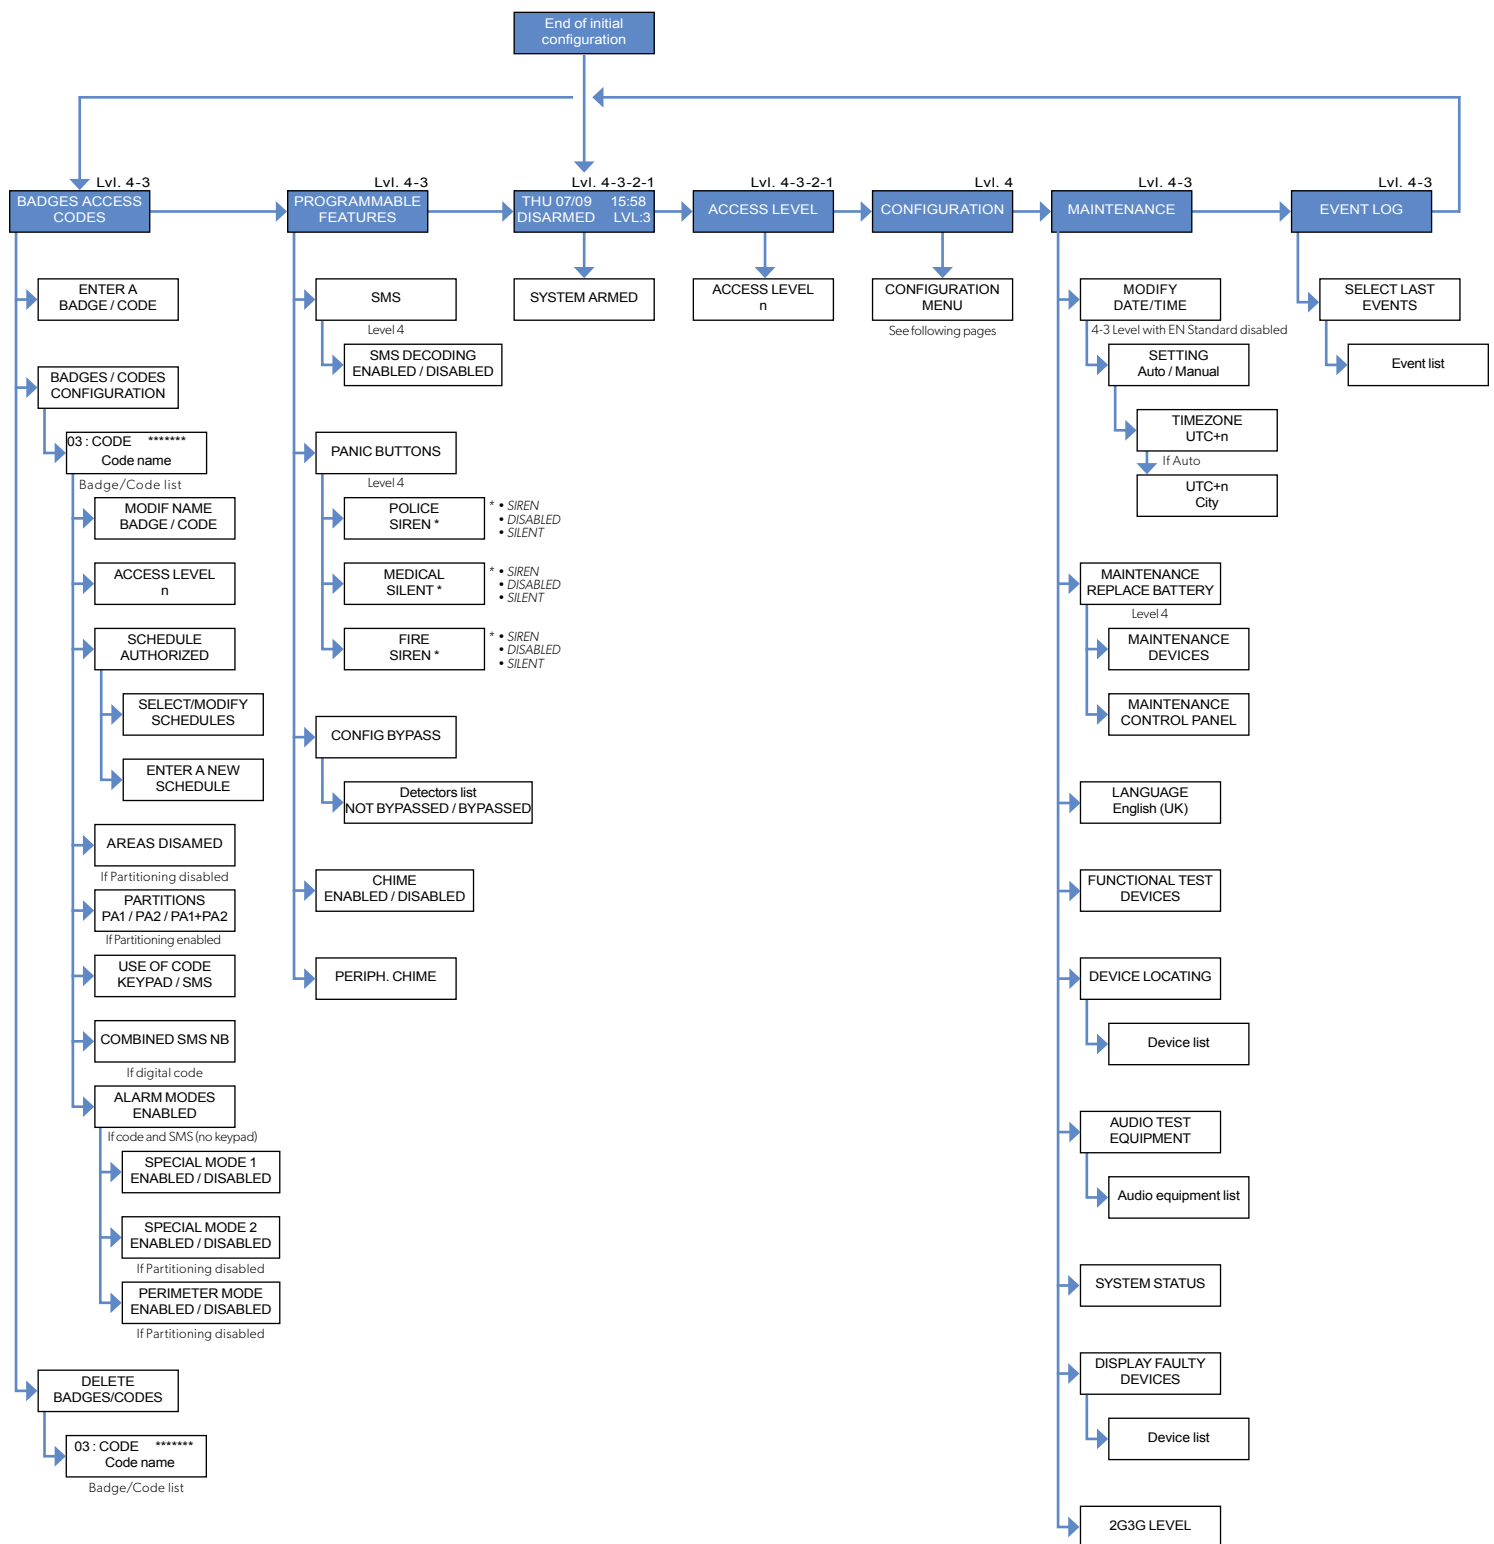 End of initial
configuration
Lvl. 4-3
BADGES ACCESS
CODES
ENTER A
BADGE / CODE
BADGES / CODES
CONFIGURATION
03 : CODE *******
Code name
Badge/Code list
MODIF NAME
BADGE / CODE
ACCESS LEVEL
n
SCHEDULE
AUTHORIZED
SELECT/MODIFY
SCHEDULES
ENTER A NEW
SCHEDULE
AREAS DISAMED
If Partitioning disabled
PARTITIONS
PA1 / PA2 / PA1+PA2
If Partitioning enabled
USE OF CODE
KEYPAD / SMS
COMBINED SMS NB
If digital code
ALARM MODES
ENABLED
If code and SMS (no keypad)
SPECIAL MODE 1
ENABLED / DISABLED
SPECIAL MODE 2
ENABLED / DISABLED
If Partitioning disabled
PERIMETER MODE
ENABLED / DISABLED
If Partitioning disabled
DELETE
BADGES/CODES
03 : CODE *******
Code name
Badge/Code list
Lvl. 4-3
PROGRAMMABLE
FEATURES
SMS
Level 4
SMS DECODING
ENABLED / DISABLED
PANIC BUTTONS
Level 4
POLICE
SIREN *
* • SIREN
• DISABLED
• SILENT
MEDICAL
SILENT *
* • SIREN
• DISABLED
• SILENT
FIRE
SIREN *
* • SIREN
• DISABLED
• SILENT
CONFIG BYPASS
Detectors list
NOT BYPASSED / BYPASSED
CHIME
ENABLED / DISABLED
PERIPH. CHIME
Lvl. 4-3-2-1
THU 07/09 15:58
DISARMED LVL:3
SYSTEM ARMED
Lvl. 4-3-2-1
ACCESS LEVEL
ACCESS LEVEL
n
Lvl. 4
CONFIGURATION
CONFIGURATION
MENU
See following pages
Lvl. 4-3
MAINTENANCE
MODIFY
DATE/TIME
4-3 Level with EN Standard disabled
SETTING
Auto / Manual
TIMEZONE
UTC+n
If Auto
UTC+n
City
MAINTENANCE
REPLACE BATTERY
Level 4
MAINTENANCE
DEVICES
MAINTENANCE
CONTROL PANEL
LANGUAGE
English (UK)
FUNCTIONAL TEST
DEVICES
DEVICE LOCATING
Device list
AUDIO TEST
EQUIPMENT
Audio equipment list
SYSTEM STATUS
DISPLAY FAULTY
DEVICES
Device list
2G3G LEVEL
Lvl. 4-3
EVENT LOG
SELECT LAST
EVENTS
Event list